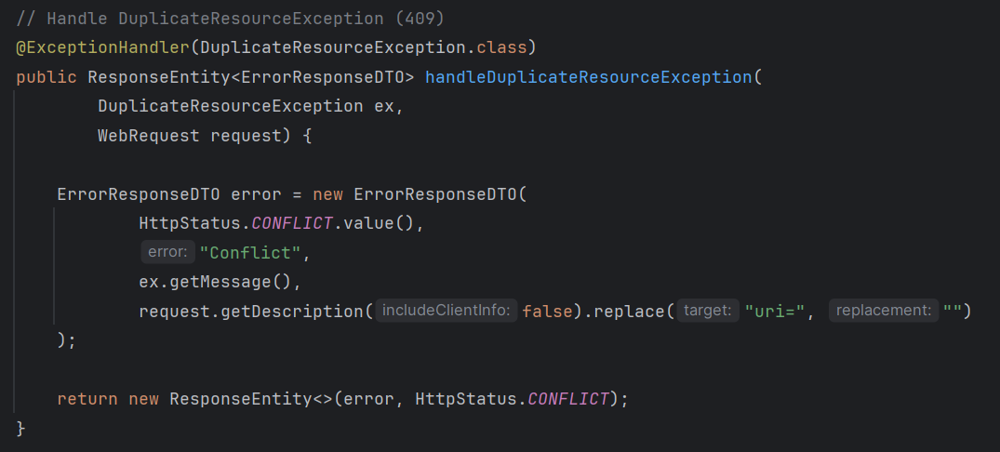 // Handle DuplicateResourceException (409)
@ExceptionHandler(DuplicateResourceException.class)
public ResponseEntity<ErrorResponseDTO> handleDuplicateResourceException(
        DuplicateResourceException ex,
        WebRequest request) {

    ErrorResponseDTO error = new ErrorResponseDTO(
            HttpStatus.CONFLICT.value(),
            error: "Conflict",
            ex.getMessage(),
            request.getDescription( includeClientInfo: false).replace( target: "uri=", replacement: "")
    );

    return new ResponseEntity<>(error, HttpStatus.CONFLICT);
}